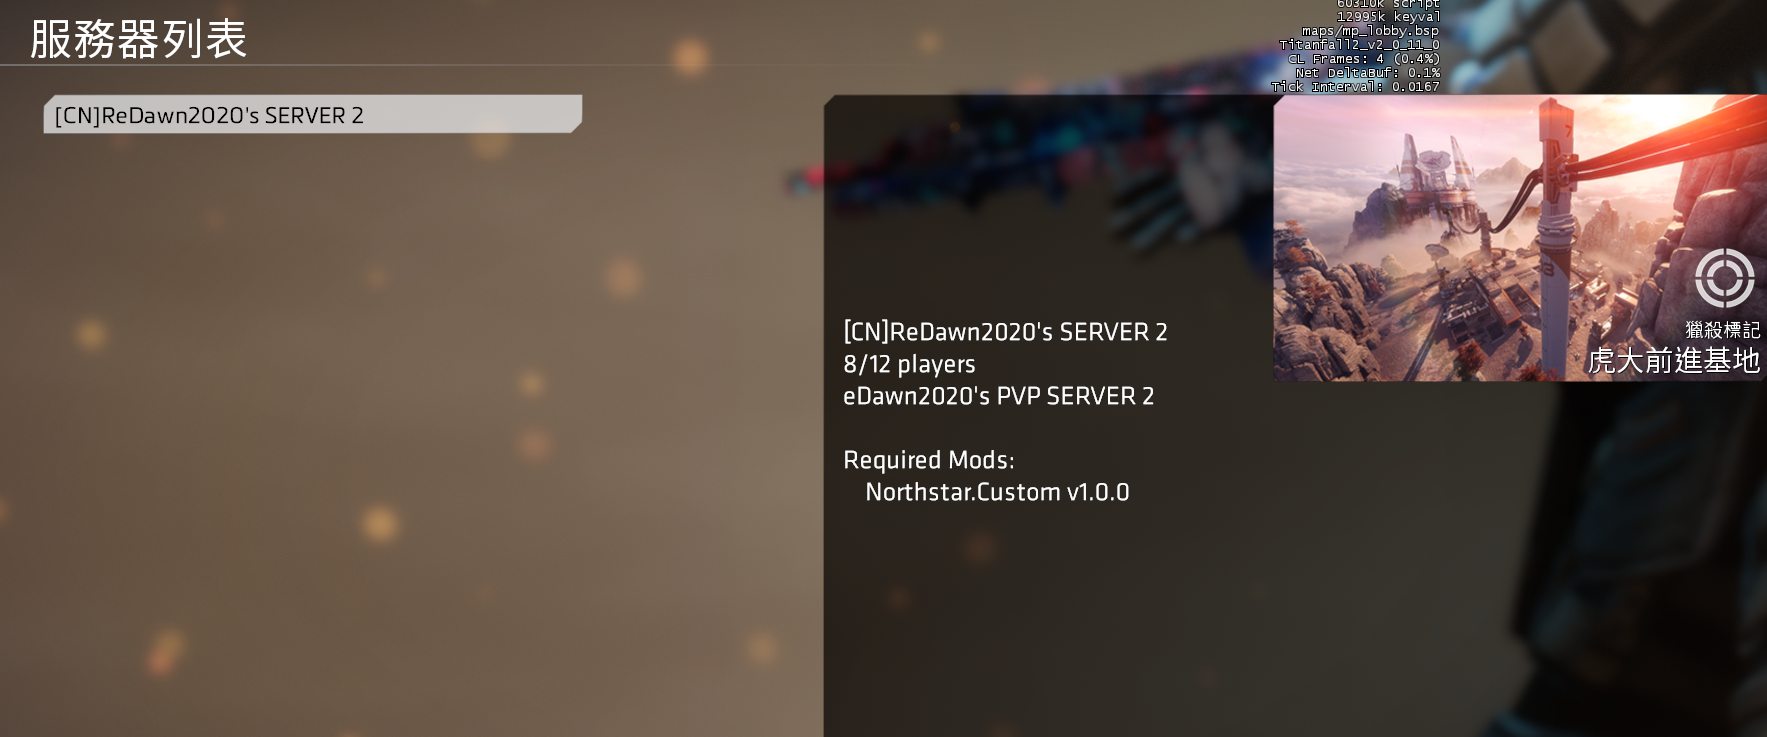 服務器列表
60310k script
12995k keyval
maps/mp_lobby.bsp
Titanfall2_v2_0_11_0
CL Frames: 4 (0.4%)
Net DeltaBuf: 0.1%
Tick Interval: 0.0167
[CN]ReDawn2020's SERVER 2
[CN]ReDawn2020's SERVER 2
8/12 players
eDawn2020's PVP SERVER 2
Required Mods:
Northstar.Custom v1.0.0
7
3
獵殺標記
虎大前進基地